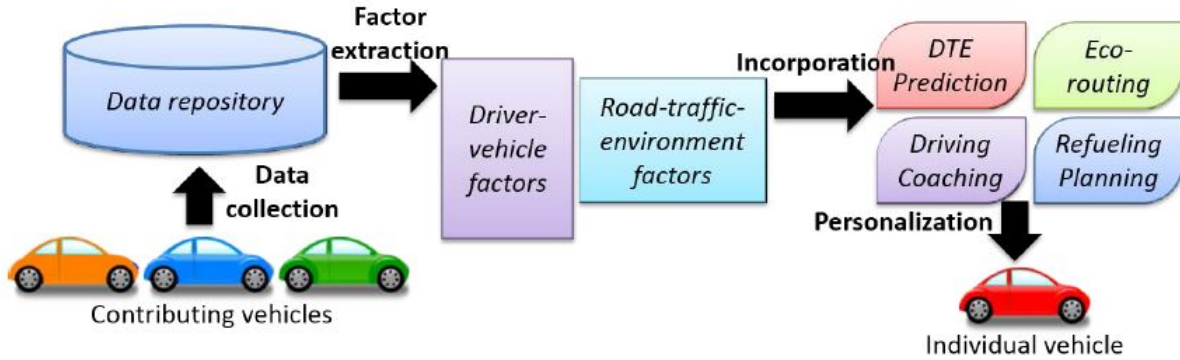 Factor
extraction
Data repository
Data
collection
Contributing vehicles
Driver-
vehicle
factors
Road-traffic-
environment
factors
Incorporation
DTE
Prediction
Eco-
routing
Driving
Coaching
Refueling
Planning
Personalization
Individual vehicle